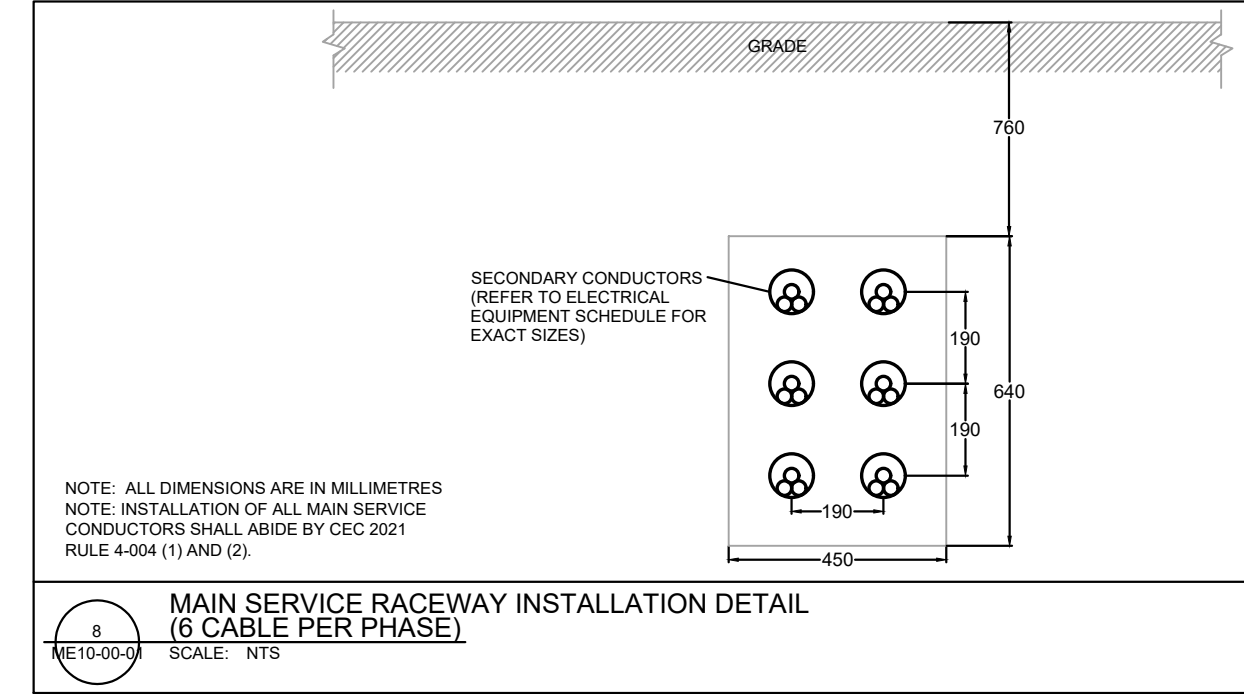 GRADE
760
SECONDARY CONDUCTORS
(REFER TO ELECTRICAL
EQUIPMENT SCHEDULE FOR
EXACT SIZES)
190
640
190
190
450
NOTE: ALL DIMENSIONS ARE IN MILLIMETRES
NOTE: INSTALLATION OF ALL MAIN SERVICE
CONDUCTORS SHALL ABIDE BY CEC 2021
RULE 4-004 (1) AND (2).
8
ME10-00-01
MAIN SERVICE RACEWAY INSTALLATION DETAIL
(6 CABLE PER PHASE)
SCALE: NTS